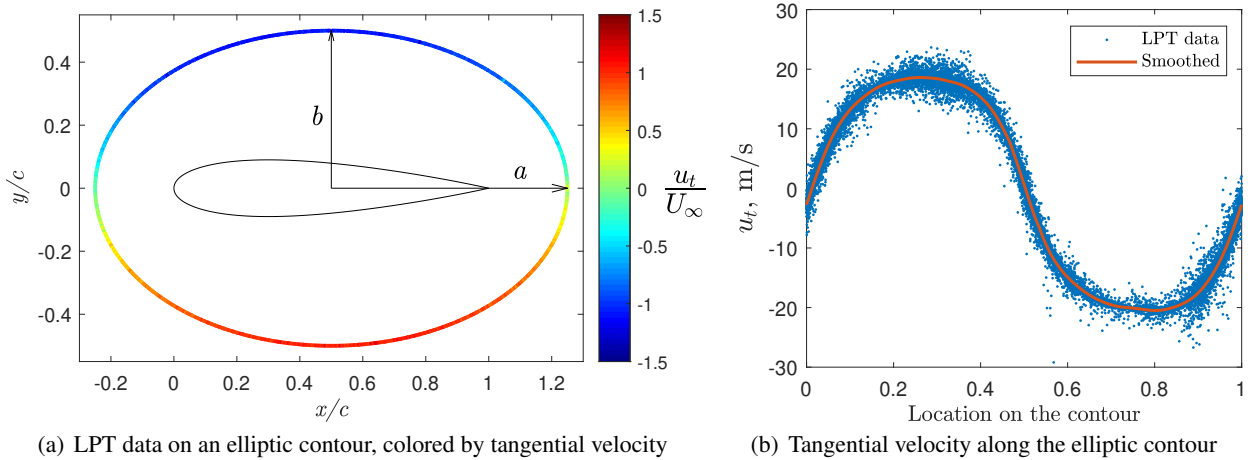 0.4
0.2
0
-0.2
-0.4
y/c
-0.2 0 0.2 0.4 0.6 0.8 1 1.2
x/c
b
a
1.5
1
0.5
0
-0.5
-1
-1.5
u_t
U_∞
30
20
10
0
-10
-20
-30
u_t, m/s
0 0.2 0.4 0.6 0.8 1
Location on the contour
LPT data
Smoothed
(a) LPT data on an elliptic contour, colored by tangential velocity
(b) Tangential velocity along the elliptic contour